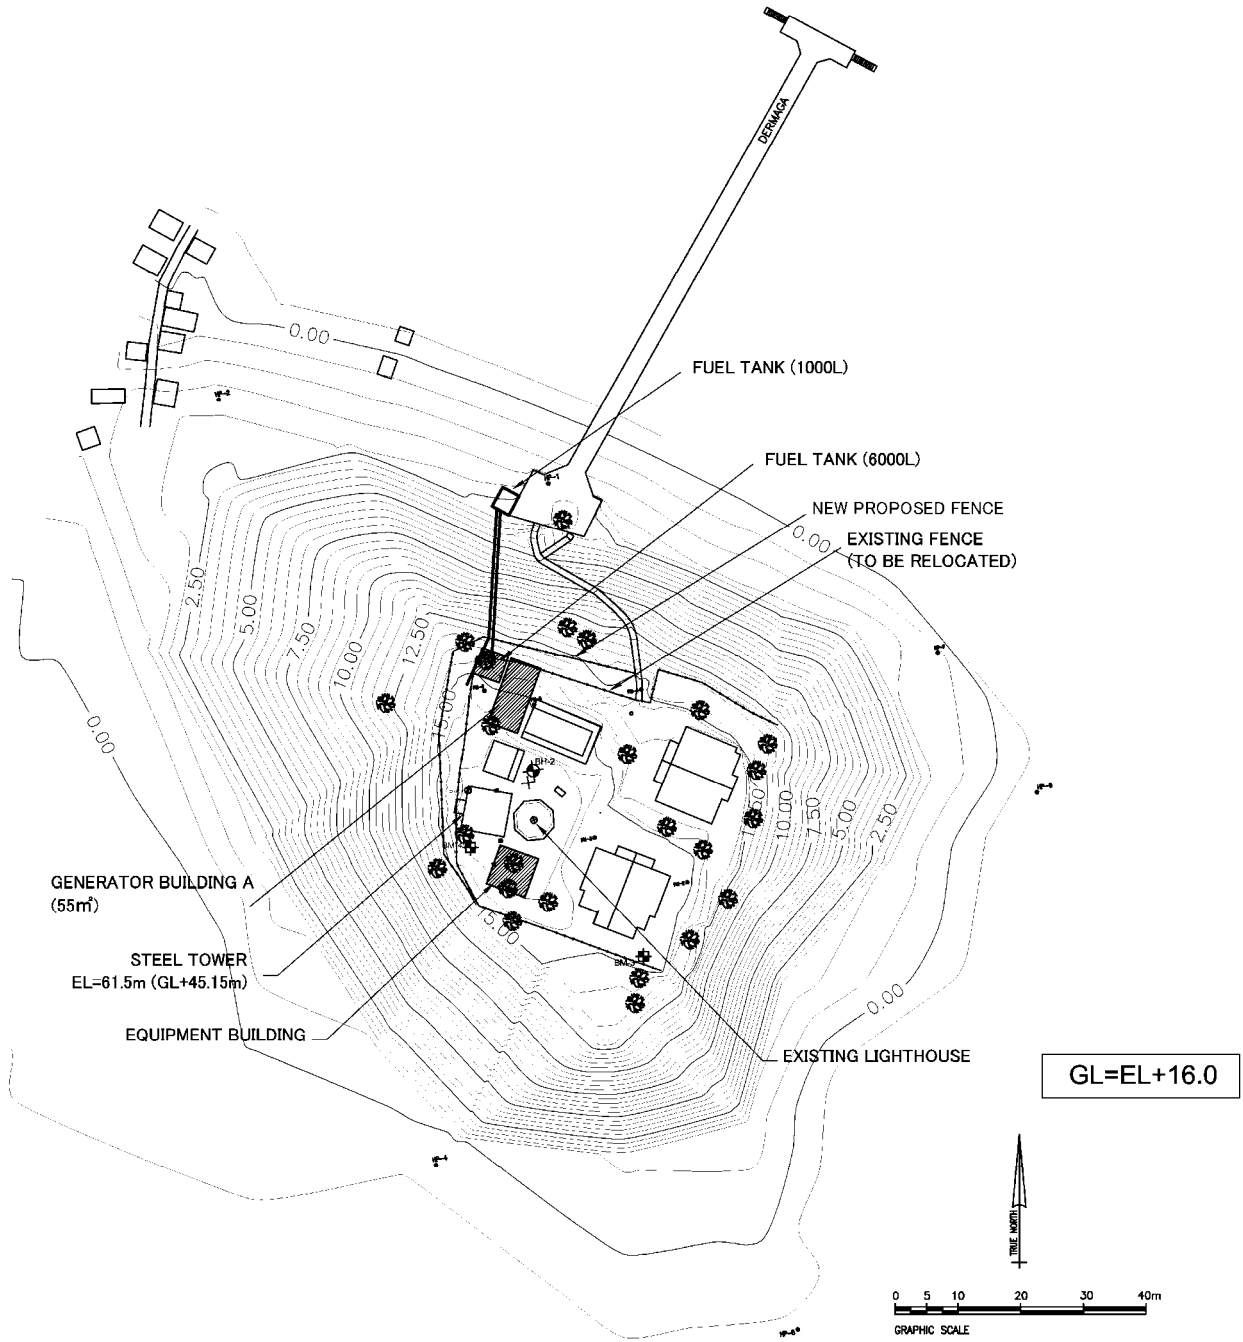 DERMAGA
0.00
FUEL TANK (1000L)
HP-2
FUEL TANK (6000L)
HP-1
NEW PROPOSED FENCE
0.00
EXISTING FENCE
(TO BE RELOCATED)
2.50
5.00
7.50
10.00
12.50
15.00
0.00
BH-2
10.00
7.50
5.00
2.50
GENERATOR BUILDING A
(55㎡)
15.00
STEEL TOWER
EL=61.5m (GL+45.15m)
0.00
EQUIPMENT BUILDING
EXISTING LIGHTHOUSE
GL=EL+16.0
TRUE NORTH
0 5 10 20 30 40m
GRAPHIC SCALE